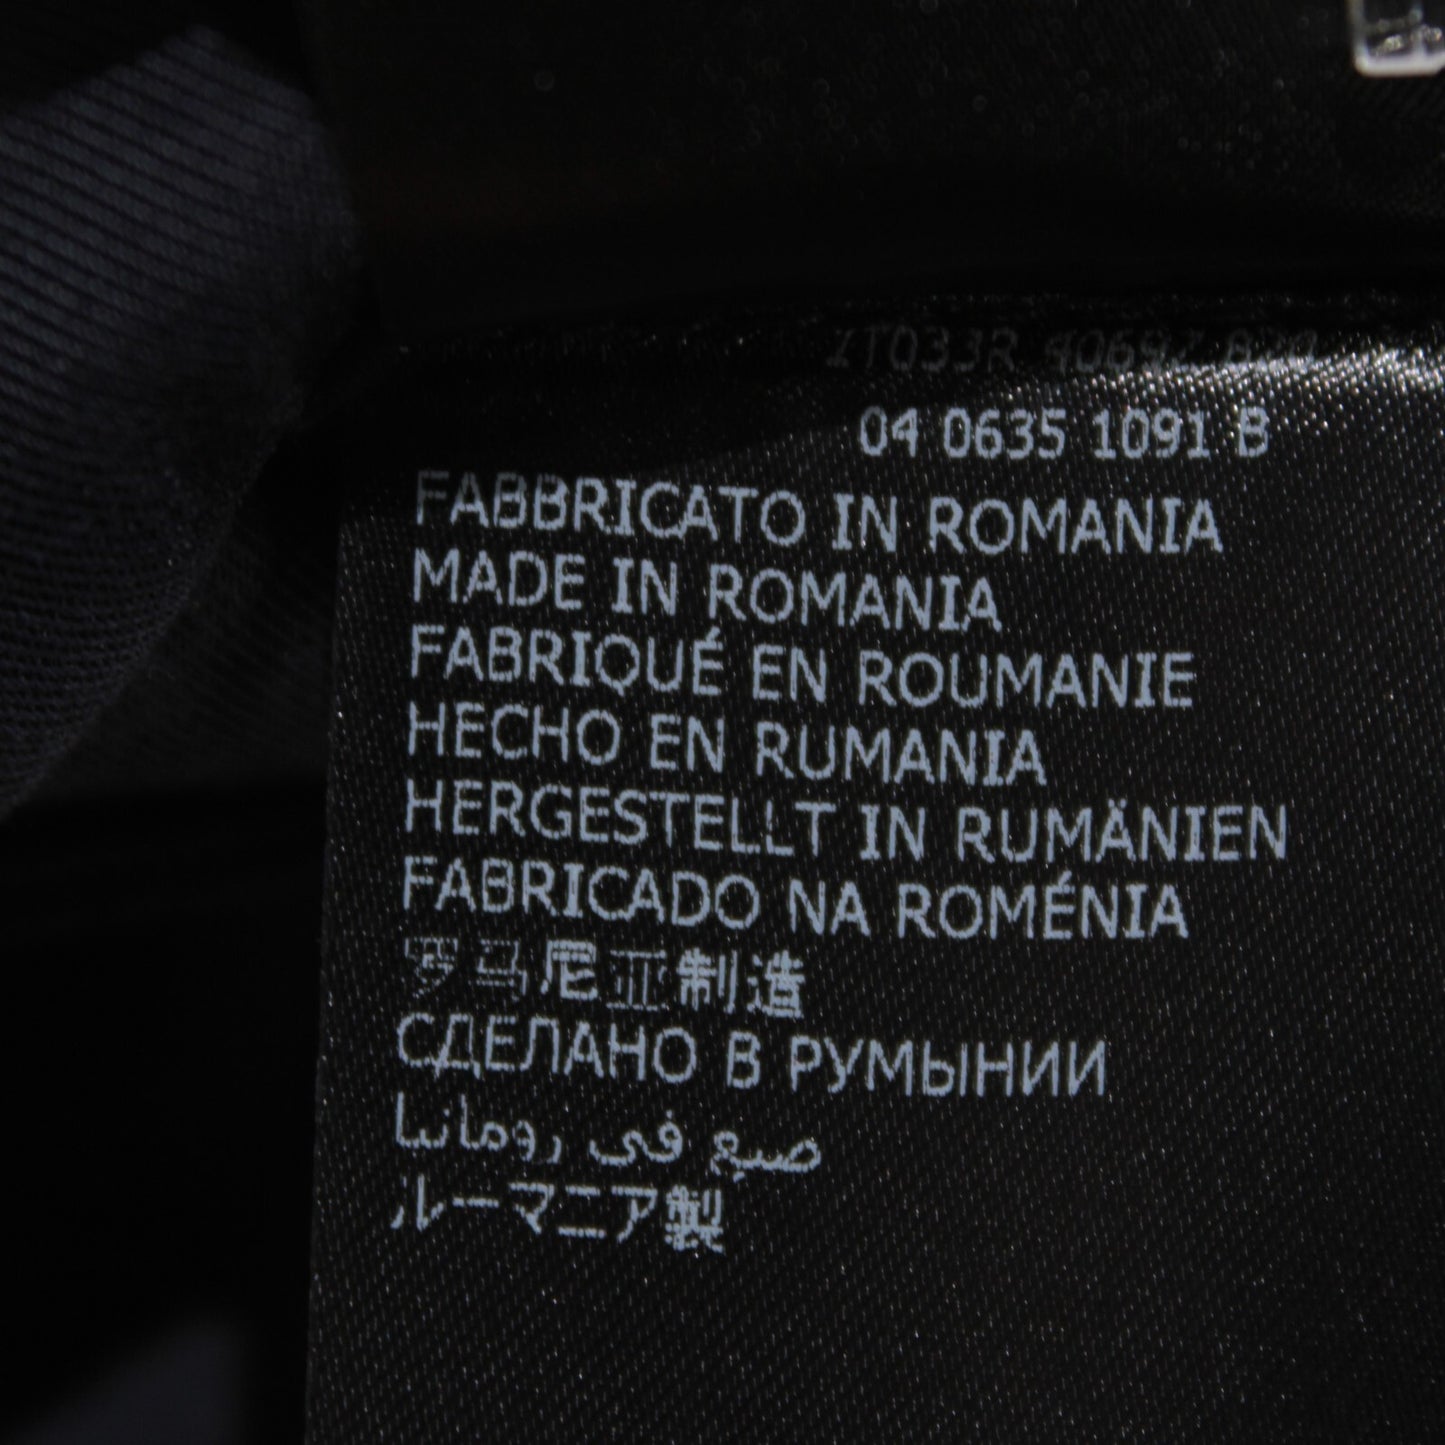 04 0635 1091 B
FABBRICATO IN ROMANIA
MADE IN ROMANIA
FABRIQUÉ EN ROUMANIE
HECHO EN RUMANIA
HERGESTELLT IN RUMÄNIEN
FABRICADO NA ROMÉNIA
罗马尼亚制造
СДЕЛАНО В РУМЫНИИ
صبع في رومانيا
ルーマニア製